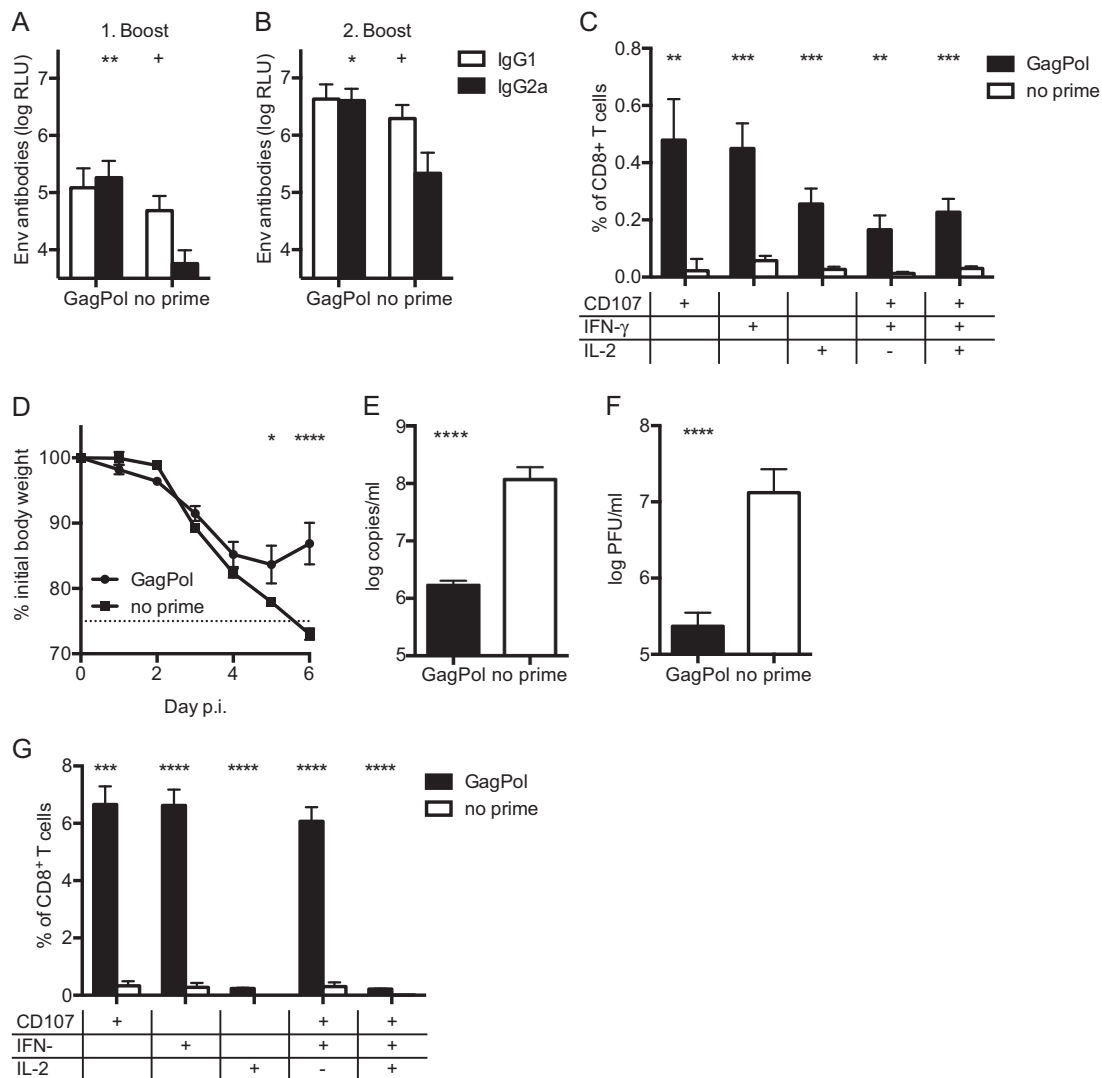 A
1. Boost
** +
Env antibodies (log RLU)
7
6
5
4
GagPol no prime
B
2. Boost
* +
Env antibodies (log RLU)
7
6
5
4
GagPol no prime
IgG1
IgG2a
C
% of CD8+ T cells
0.8
0.6
0.4
0.2
0.0
** *** *** ** ***
GagPol
no prime
CD107 + + +
IFN-γ + + +
IL-2 + - +
D
% initial body weight
100
90
80
70
* ****
GagPol
no prime
0 2 4 6
Day p.i.
E
log copies/ml
9
8
7
6
5
****
GagPol no prime
F
log PFU/ml
8
7
6
5
****
GagPol no prime
G
% of CD8+ T cells
8
6
4
2
0
*** **** **** **** ****
GagPol
no prime
CD107 + + +
IFN- + + +
IL-2 + - +